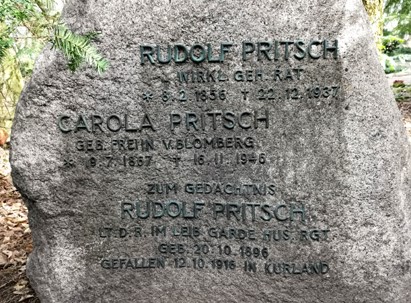 RUDOLF PRITSCH
WIRKL. GEH. RAT
* 8.2.1856 † 22.12.1937
CAROLA PRITSCH
GEB. FREIIN V. BLOMBERG
* 9.7.1867 † 16.11.1946
ZUM GEDÄCHTNIS
RUDOLF PRITSCH
LT. D. R. IM LEIB GARDE HUS. RGT.
GEB. 20.10.1896
GEFALLEN 12.10.1916 IN KURLAND